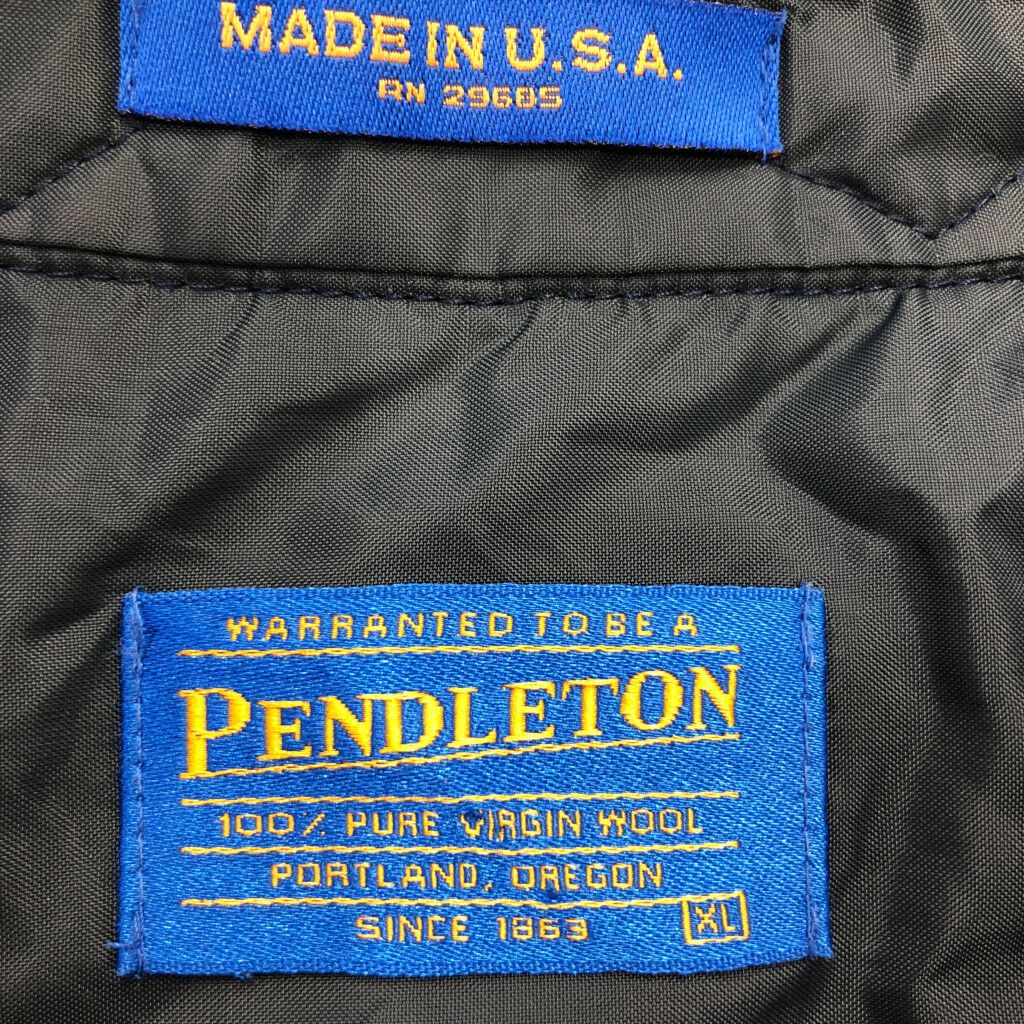 MADE IN U.S.A.
RN 29685
WARRANTED TO BE A
PENDLETON
100% PURE VIRGIN WOOL
PORTLAND, OREGON
SINCE 1863
XL